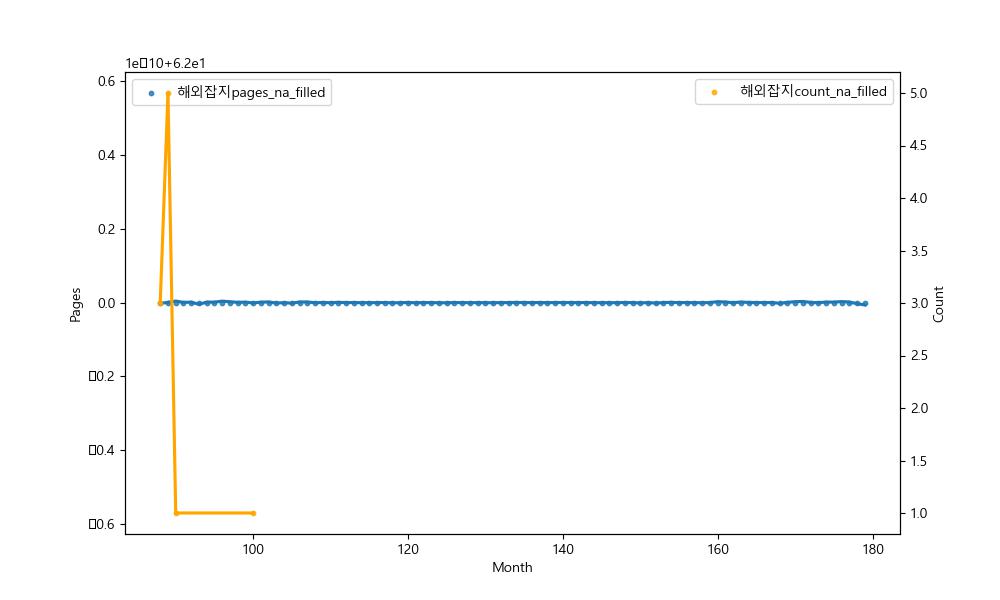 1e□10+6.2e1
해외잡지pages_na_filled
해외잡지count_na_filled
0.6
0.4
0.2
0.0
□0.2
□0.4
□0.6
Pages
5.0
4.5
4.0
3.5
3.0
2.5
2.0
1.5
1.0
Count
100 120 140 160 180
Month